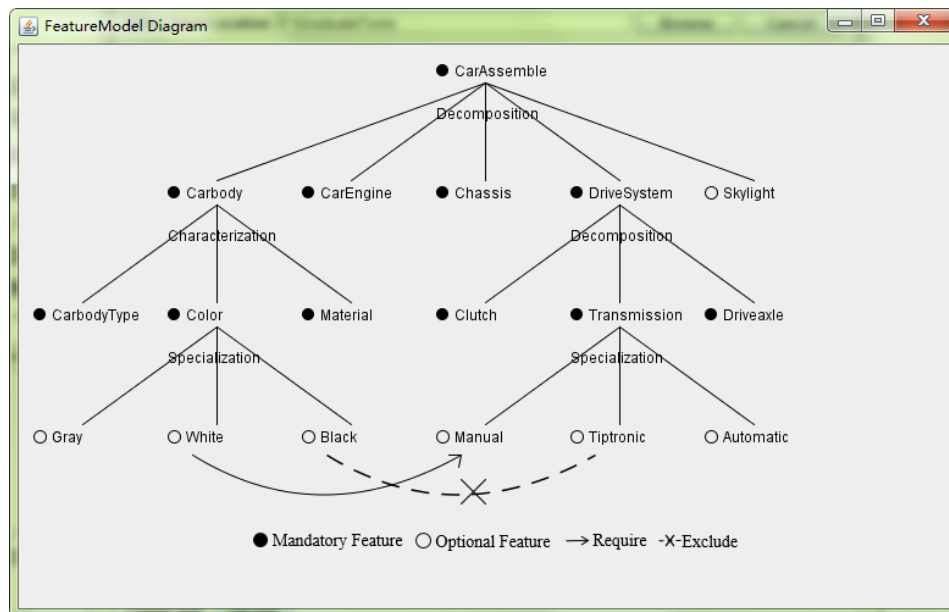 FeatureModel Diagram
CarAssemble
Decomposition
Carbody CarEngine Chassis DriveSystem Skylight
Characterization Decomposition
CarbodyType Color Material Clutch Transmission Driveaxle
Specialization Specialization
Gray White Black Manual Tiptronic Automatic
Mandatory Feature Optional Feature Require -X-Exclude